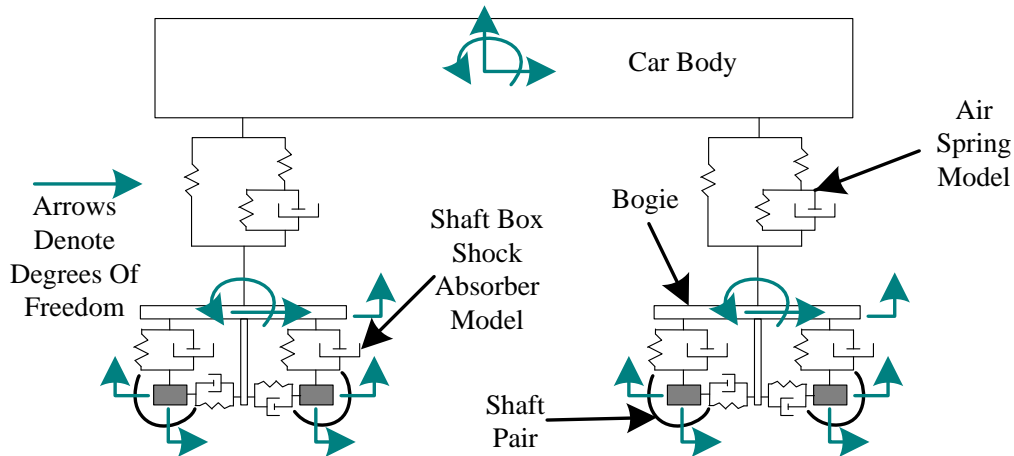 Car Body
Air
Spring
Model
Arrows
Denote
Degrees Of
Freedom
Shaft Box
Shock
Absorber
Model
Bogie
Shaft
Pair